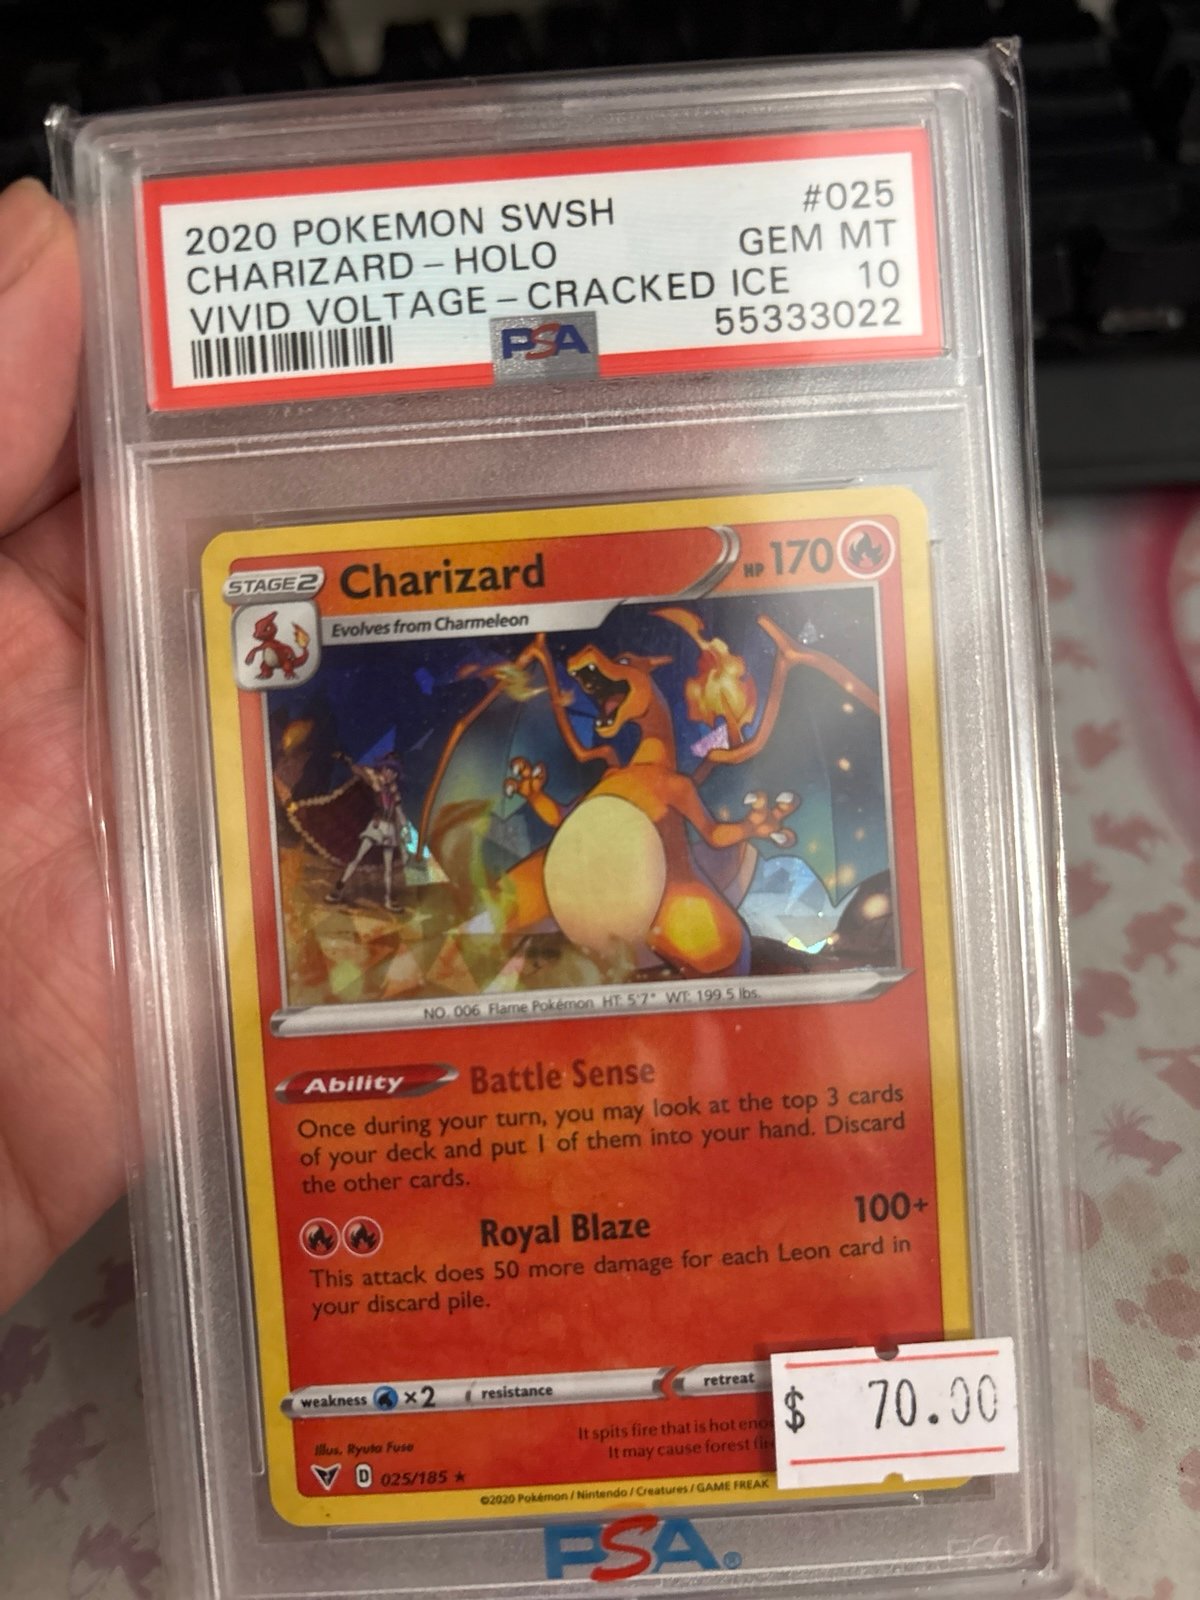 2020 POKEMON SWSH #025
CHARIZARD – HOLO GEM MT
VIVID VOLTAGE – CRACKED ICE 10
55333022
PSA
STAGE2 Charizard HP 170
Evolves from Charmeleon
NO. 006 Flame Pokémon HT: 5'7" WT: 199.5 lbs.
Ability Battle Sense
Once during your turn, you may look at the top 3 cards
of your deck and put 1 of them into your hand. Discard
the other cards.
Royal Blaze 100+
This attack does 50 more damage for each Leon card in
your discard pile.
weakness ×2 resistance retreat
$ 70.00
It spits fire that is hot
It may cause forest
Illus. Ryuta Fuse
D 025/185 ★
©2020 Pokémon / Nintendo / Creatures / GAME FREAK
PSA®